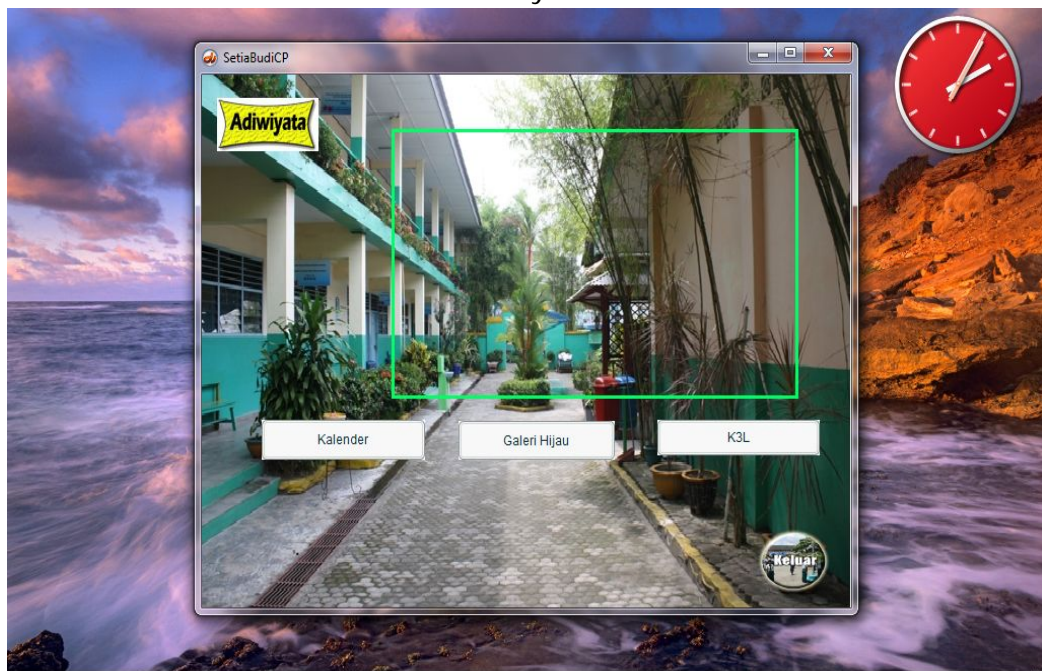 SetiaBudiCP
Adiwiyata
Kalender
Galeri Hijau
K3L
Keluar